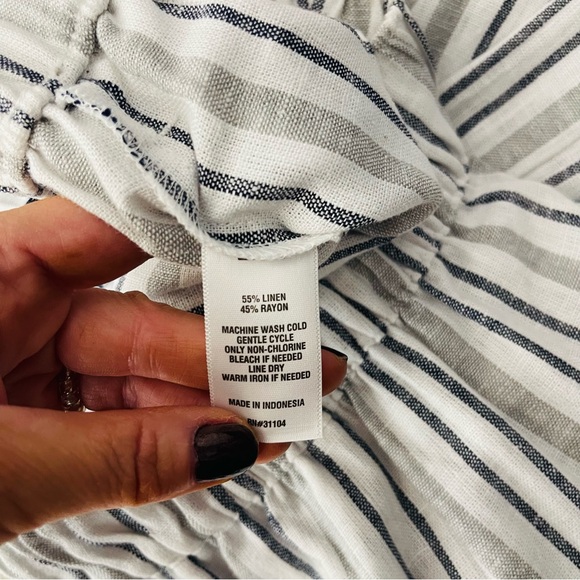 55% LINEN
45% RAYON
MACHINE WASH COLD
GENTLE CYCLE
ONLY NON-CHLORINE
BLEACH IF NEEDED
LINE DRY
WARM IRON IF NEEDED
MADE IN INDONESIA
RN#31104